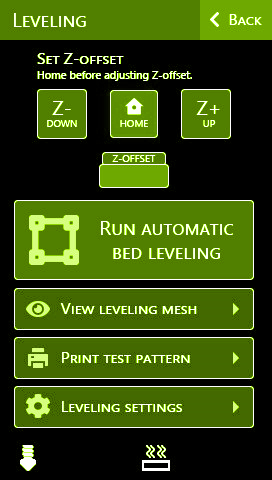 Leveling
Back
Set Z-offset
Home before adjusting Z-offset.
Z-
DOWN
HOME
Z+
UP
Z-OFFSET
Run automatic
bed leveling
View leveling mesh
Print test pattern
Leveling settings